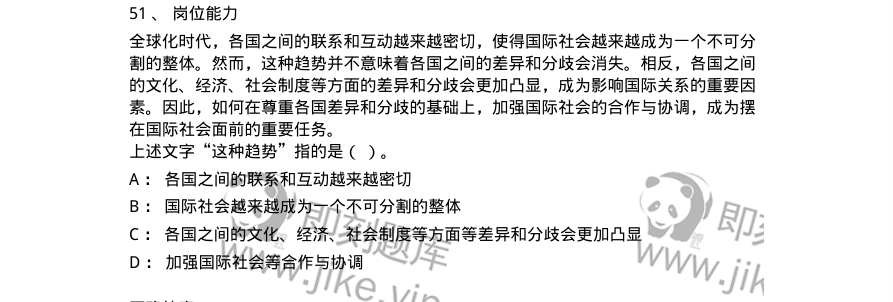 51 、 岗位能力
全球化时代，各国之间的联系和互动越来越密切，使得国际社会越来越成为一个不可分
割的整体。然而，这种趋势并不意味着各国之间的差异和分歧会消失。相反，各国之间
的文化、经济、社会制度等方面的差异和分歧会更加凸显，成为影响国际关系的重要因
素。因此，如何在尊重各国差异和分歧的基础上，加强国际社会的合作与协调，成为摆
在国际社会面前的重要任务。
上述文字“这种趋势”指的是（ ）。
A ： 各国之间的联系和互动越来越密切
B ： 国际社会越来越成为一个不可分割的整体
C ： 各国之间的文化、经济、社会制度等方面等差异和分歧会更加凸显
D ： 加强国际社会等合作与协调
即刻题库
www.jike.vip
即
www.jik